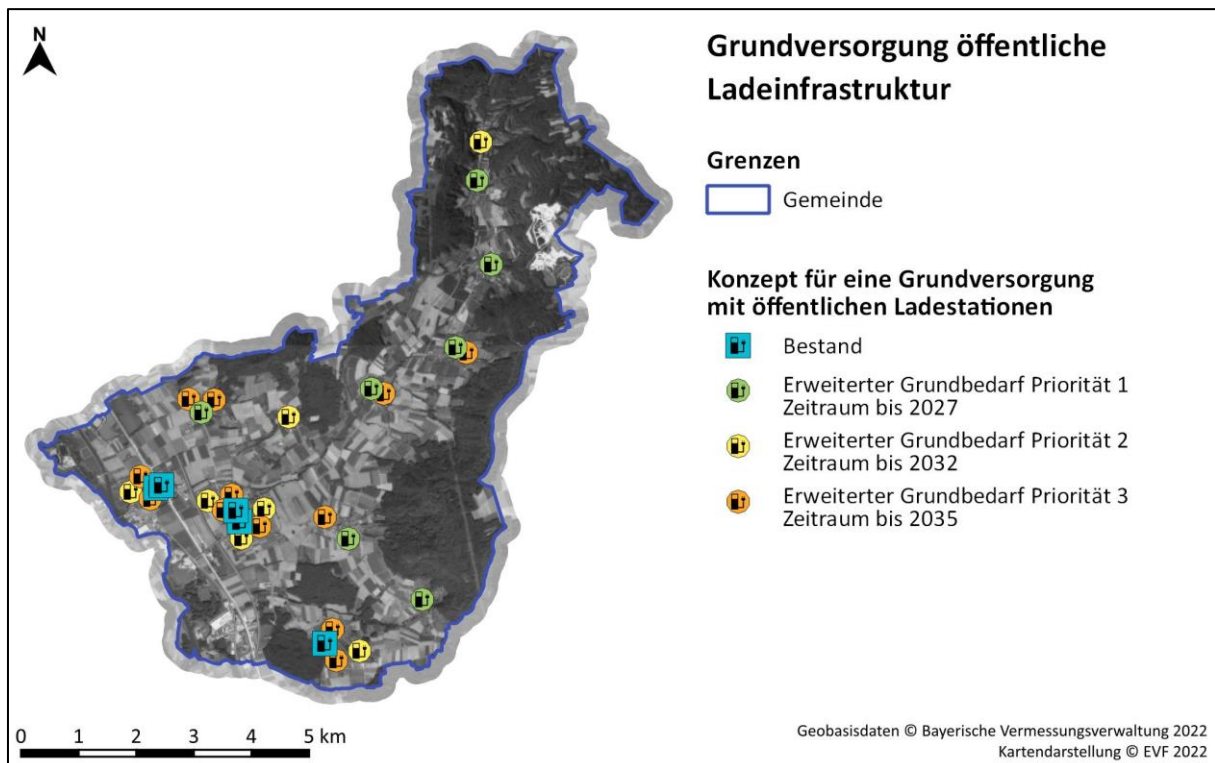 N
Grundversorgung öffentliche
Ladeinfrastruktur
Grenzen
Gemeinde
Konzept für eine Grundversorgung
mit öffentlichen Ladestationen
Bestand
Erweiterter Grundbedarf Priorität 1
Zeitraum bis 2027
Erweiterter Grundbedarf Priorität 2
Zeitraum bis 2032
Erweiterter Grundbedarf Priorität 3
Zeitraum bis 2035
0 1 2 3 4 5 km
Geobasisdaten © Bayerische Vermessungsverwaltung 2022
Kartendarstellung © EVF 2022